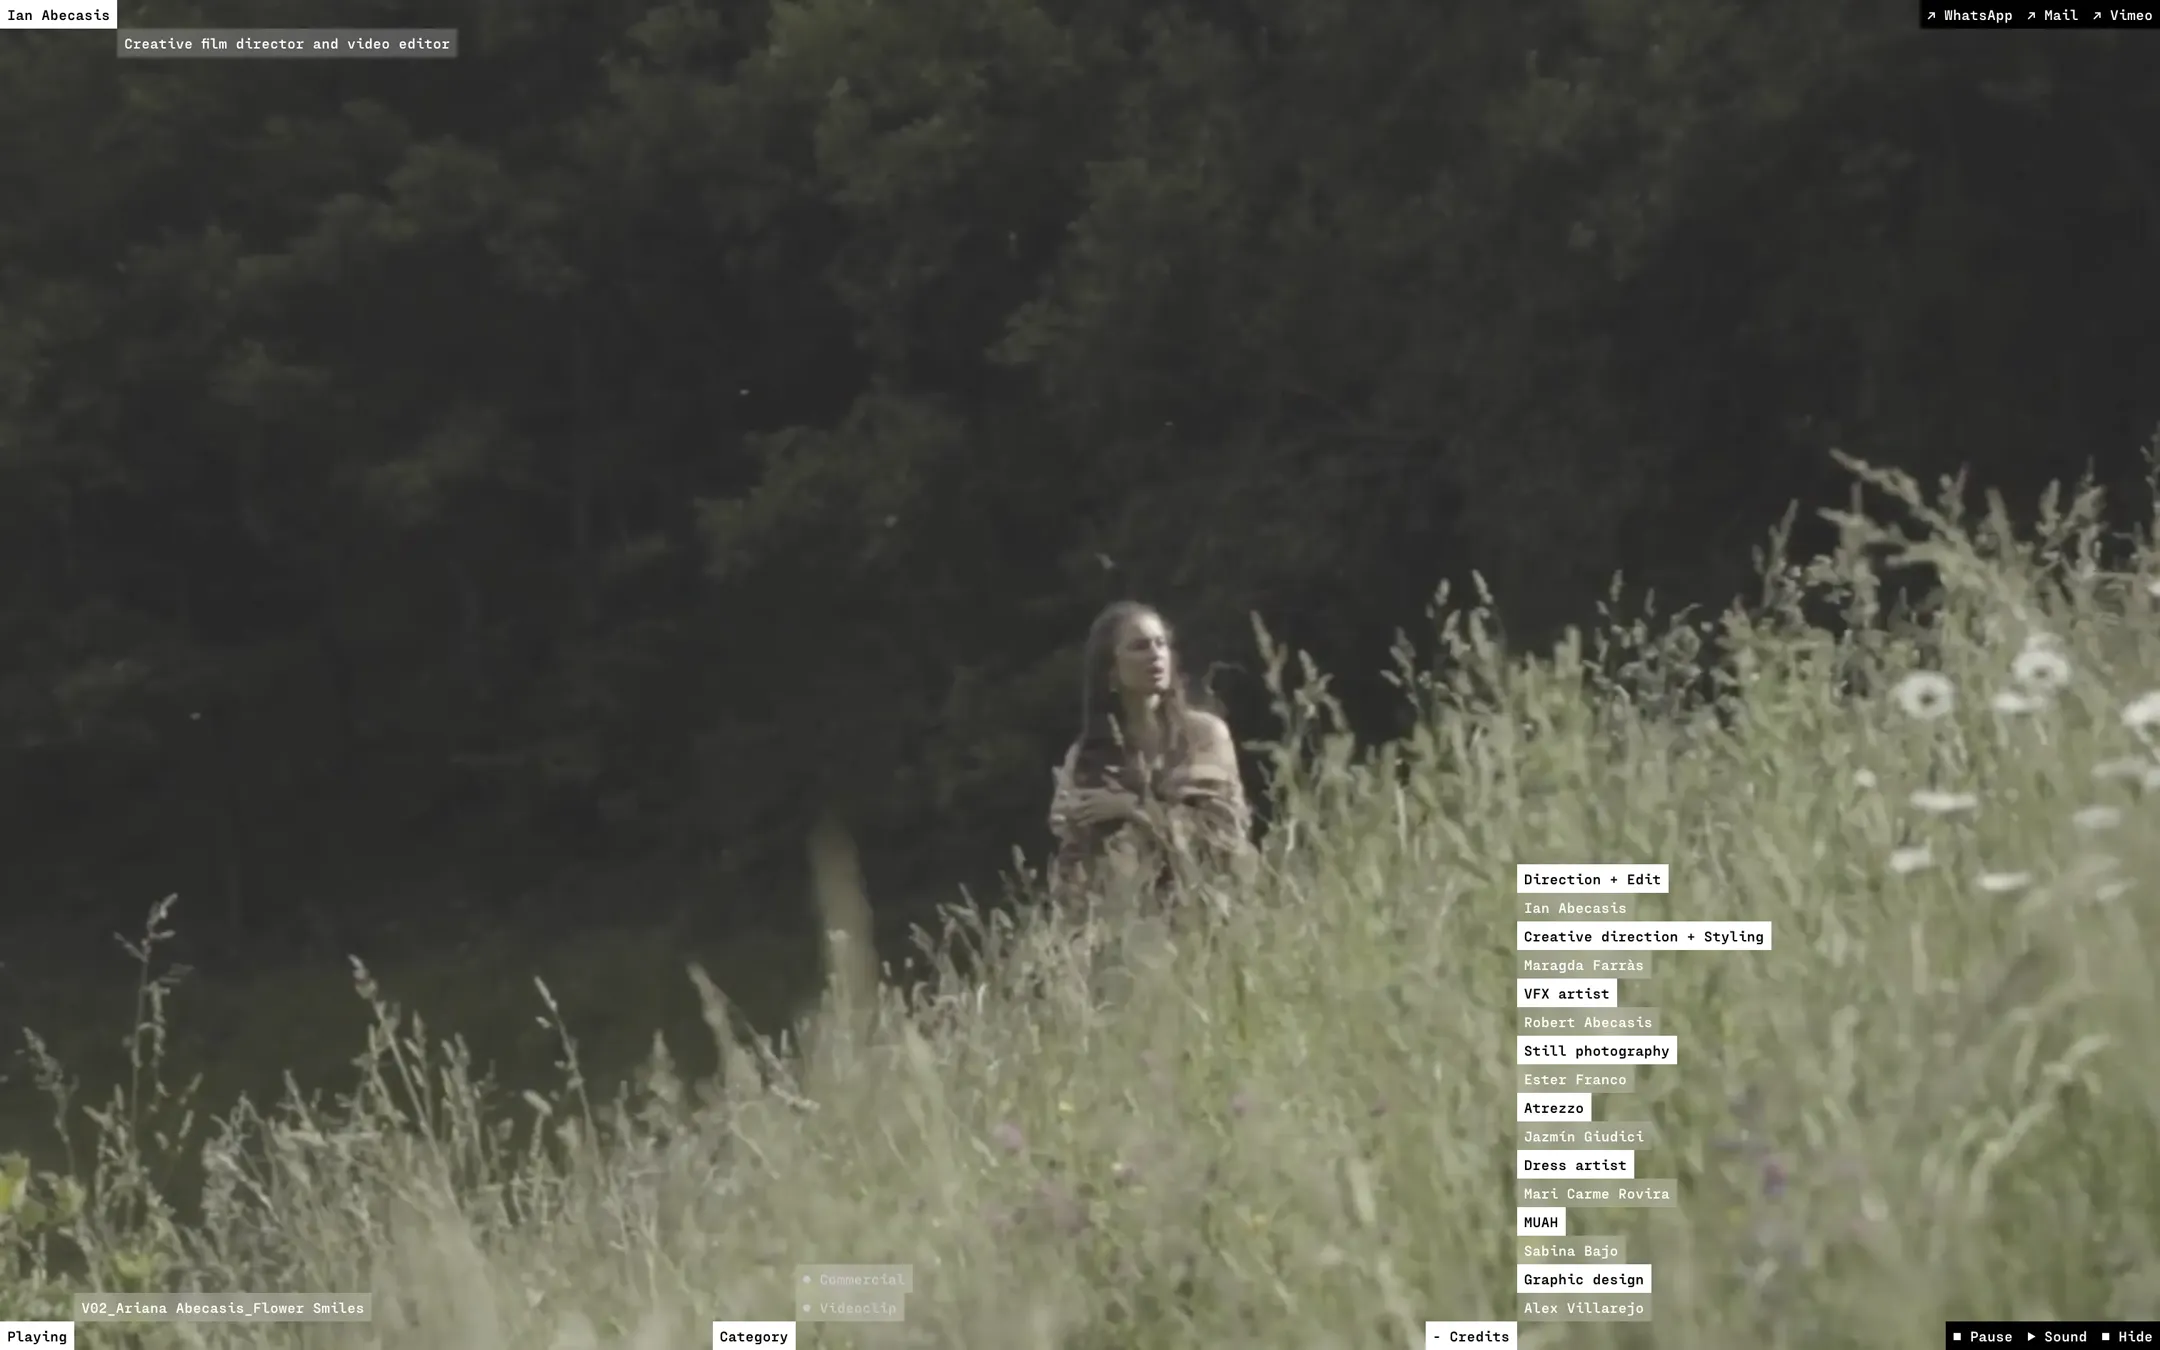 Ian Abecasis
Creative film director and video editor
↗ WhatsApp ↗ Mail ↗ Vimeo
Direction + Edit
Ian Abecasis
Creative direction + Styling
Maragda Farràs
VFX artist
Robert Abecasis
Still photography
Ester Franco
Atrezzo
Jazmín Giudici
Dress artist
Mari Carme Rovira
MUAH
Sabina Bajo
Graphic design
Alex Villarejo
● Commercial
● Videoclip
V02_Ariana Abecasis_Flower Smiles
Playing
Category
- Credits
■ Pause ▶ Sound ■ Hide